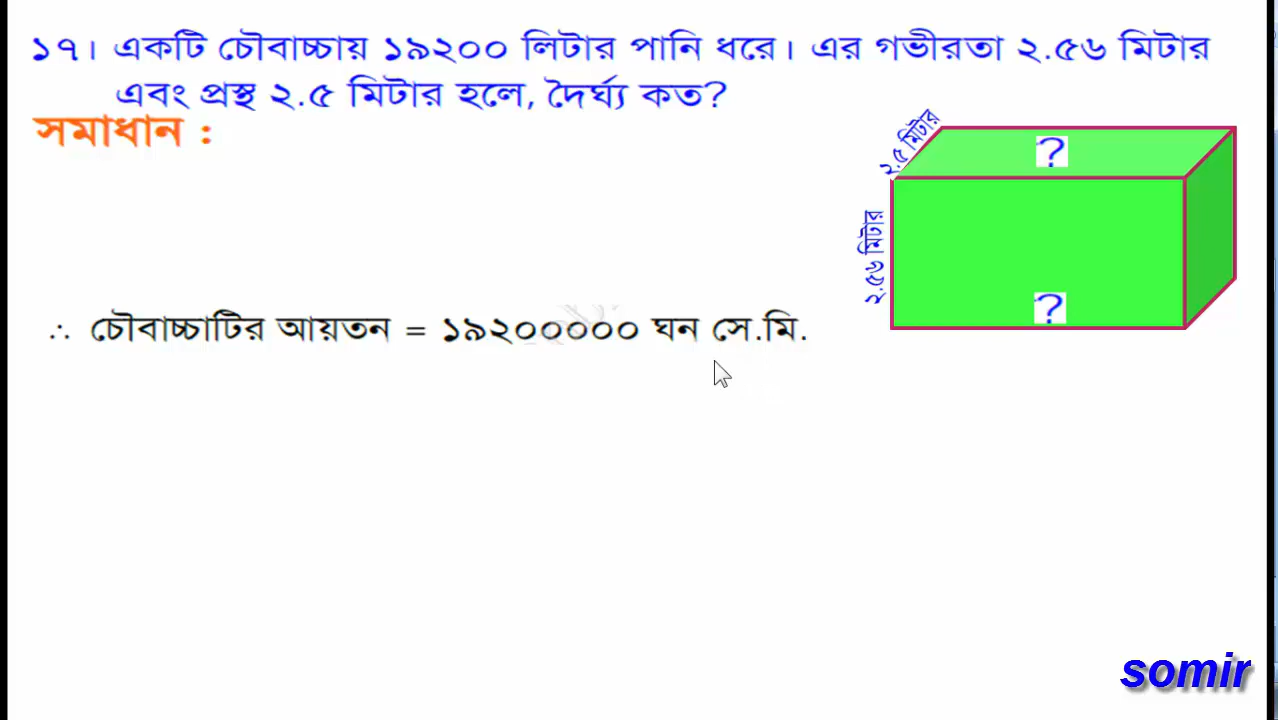 ১৭। একটি চৌবাচ্চায় ১৯২০০ লিটার পানি ধরে। এর গভীরতা ২.৫৬ মিটার
এবং প্রস্থ ২.৫ মিটার হলে, দৈর্ঘ্য কত?
সমাধান :
২.৫ মিটার
?
২.৫৬ মিটার
?
∴ চৌবাচ্চাটির আয়তন = ১৯২০০০০০ ঘন সে.মি.
somir